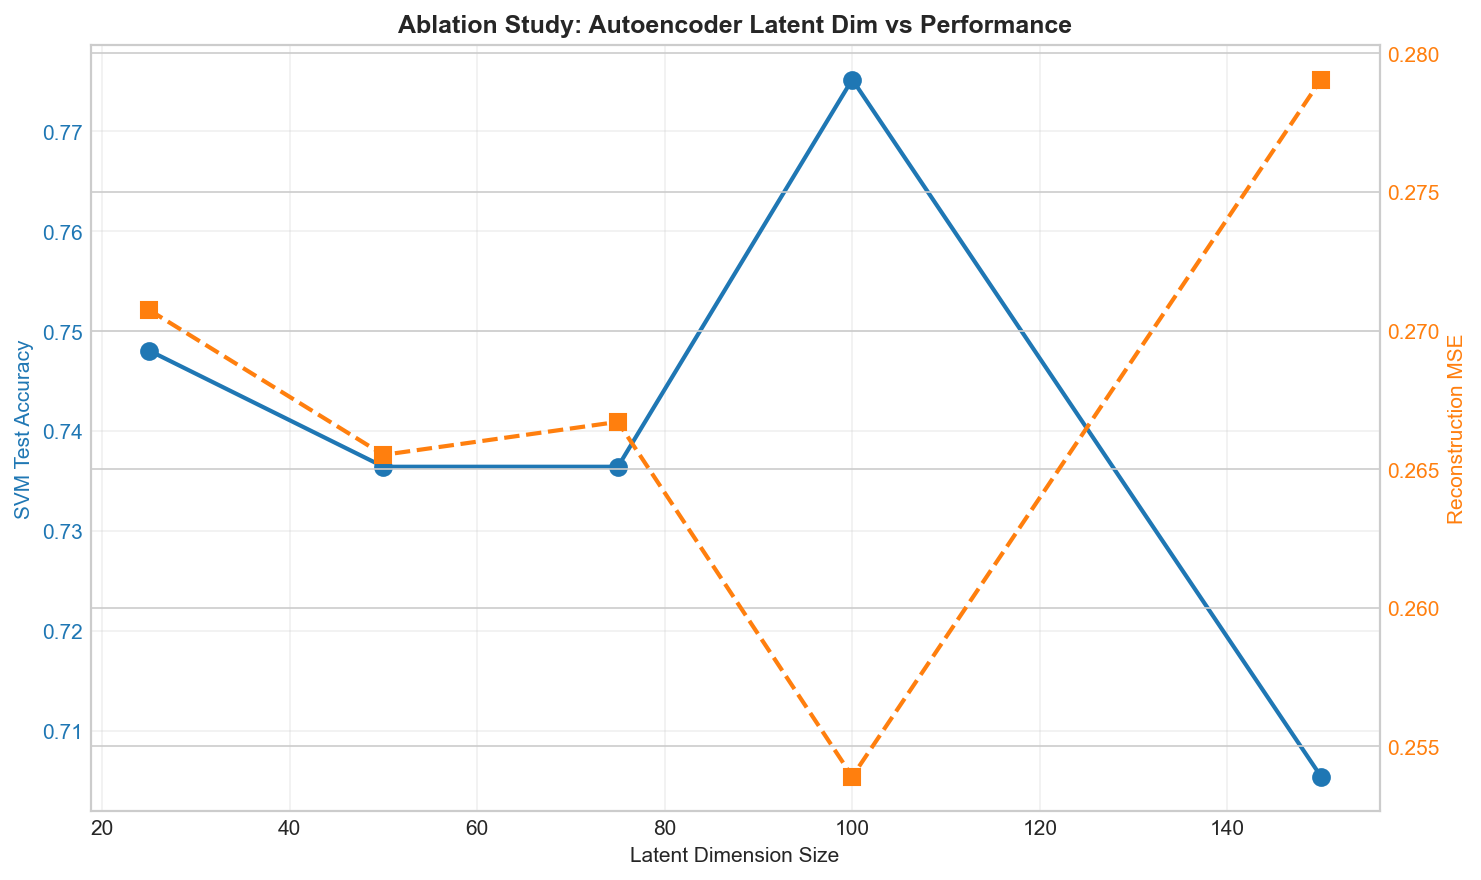 Ablation Study: Autoencoder Latent Dim vs Performance
SVM Test Accuracy
0.77
0.76
0.75
0.74
0.73
0.72
0.71
0.280
0.275
0.270
0.265
0.260
0.255
Reconstruction MSE
20 40 60 80 100 120 140
Latent Dimension Size